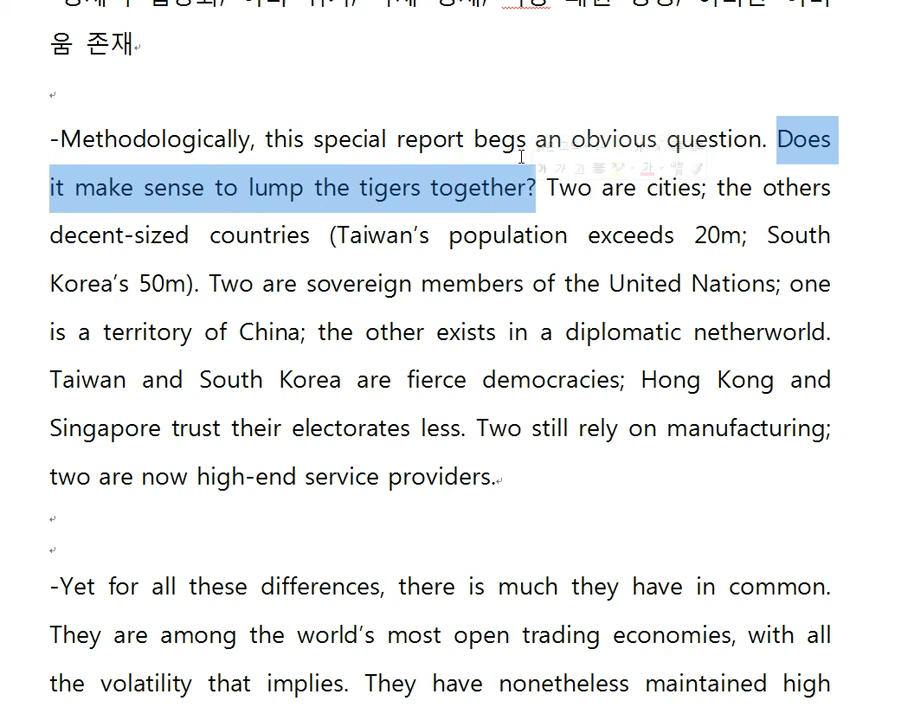 움 존재
-Methodologically, this special report begs an obvious question. Does
it make sense to lump the tigers together? Two are cities; the others
decent-sized countries (Taiwan’s population exceeds 20m; South
Korea’s 50m). Two are sovereign members of the United Nations; one
is a territory of China; the other exists in a diplomatic netherworld.
Taiwan and South Korea are fierce democracies; Hong Kong and
Singapore trust their electorates less. Two still rely on manufacturing;
two are now high-end service providers.
-Yet for all these differences, there is much they have in common.
They are among the world’s most open trading economies, with all
the volatility that implies. They have nonetheless maintained high